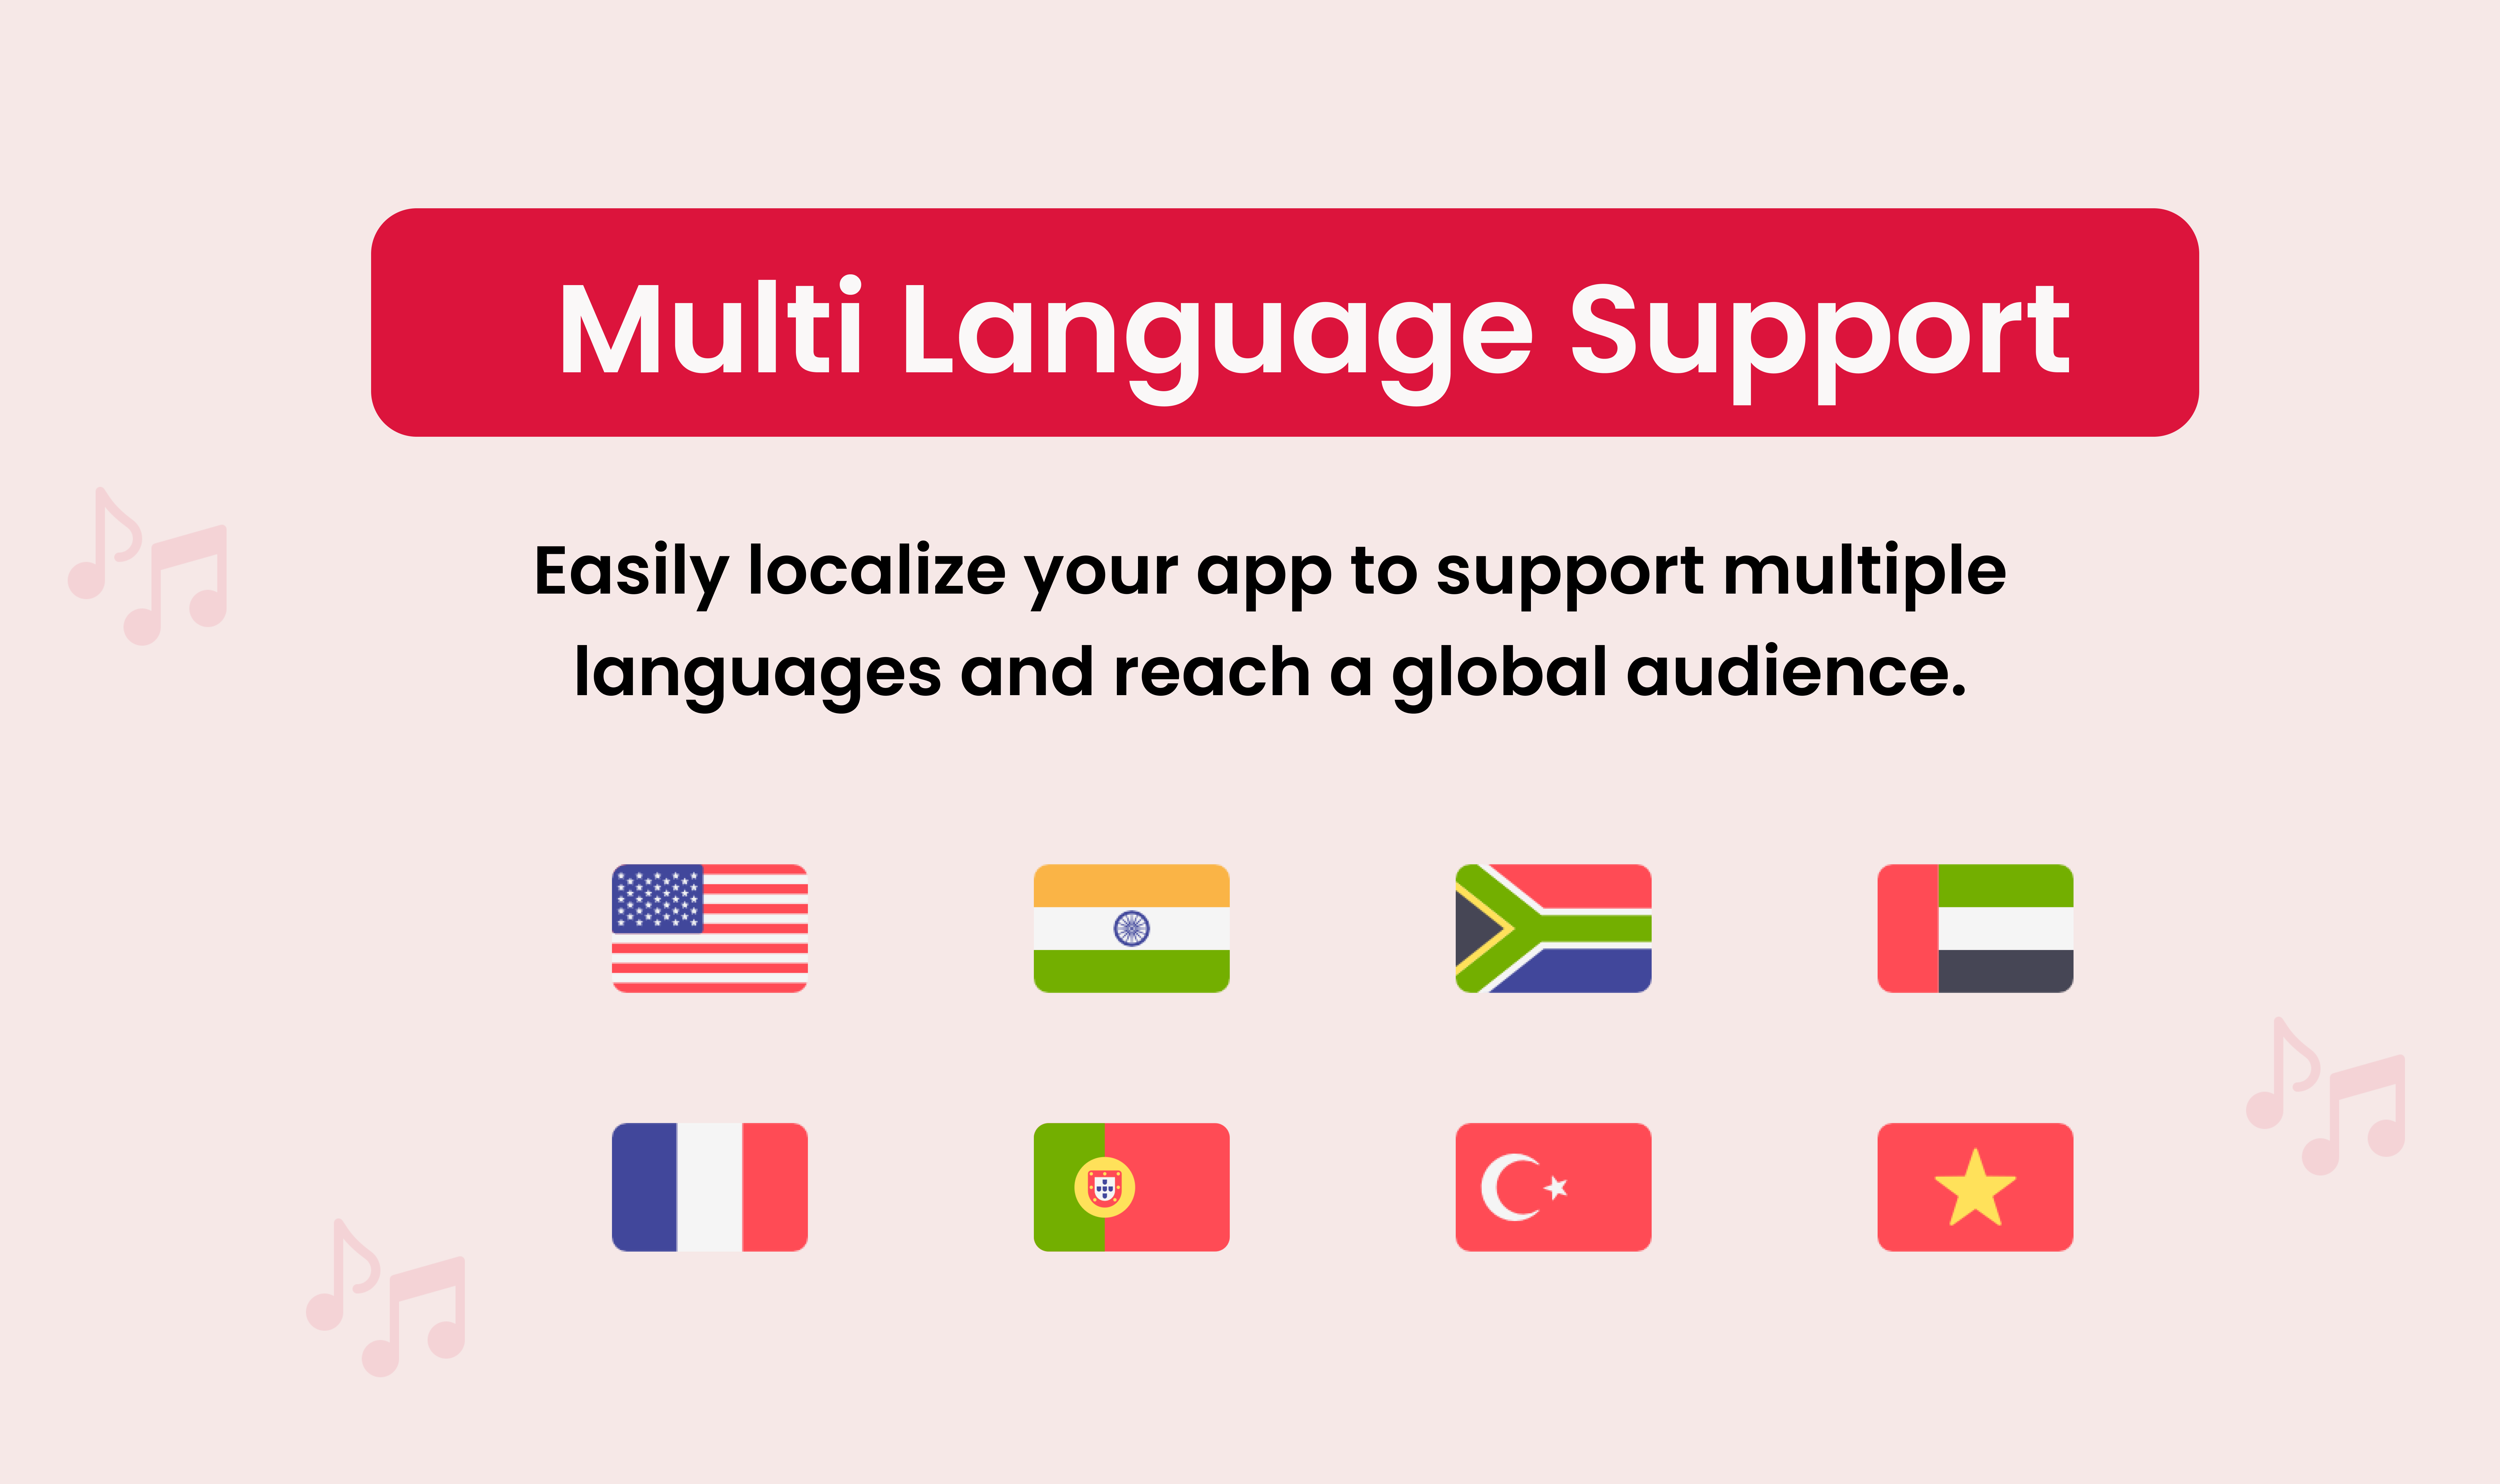 Multi Language Support
Easily localize your app to support multiple
languages and reach a global audience.